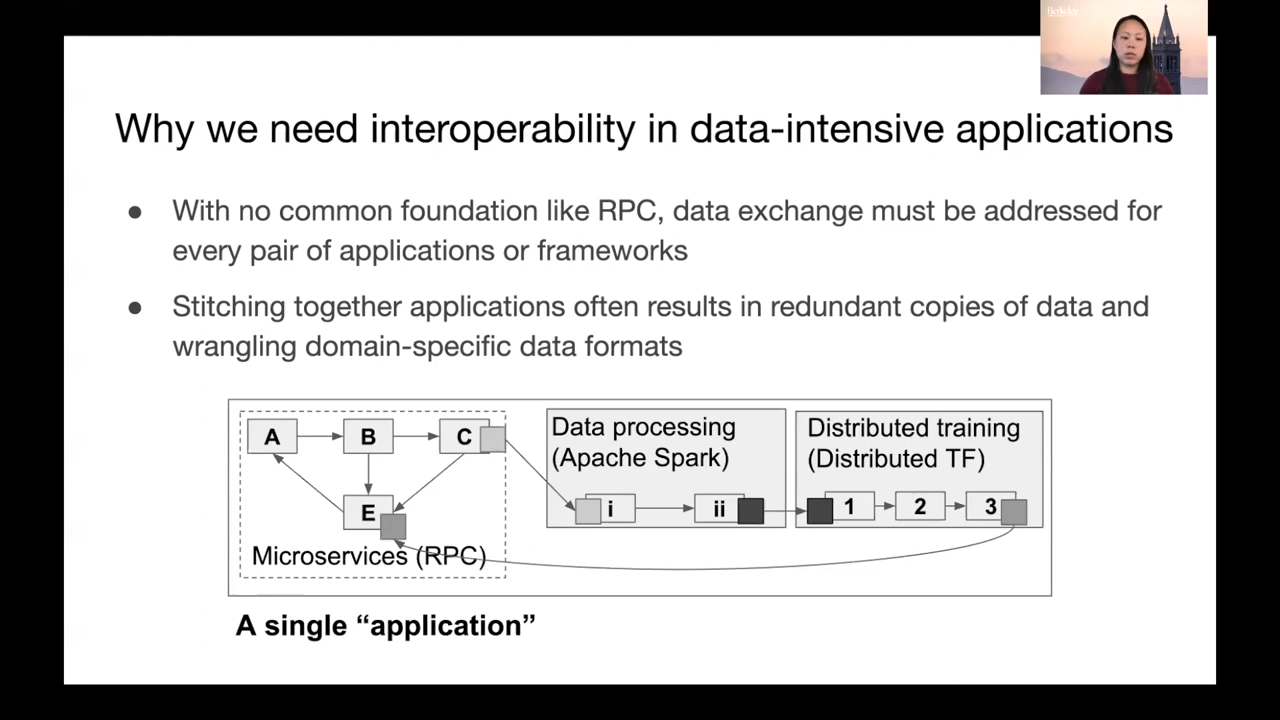 Berkeley
Why we need interoperability in data-intensive applications
● With no common foundation like RPC, data exchange must be addressed for
every pair of applications or frameworks
● Stitching together applications often results in redundant copies of data and
wrangling domain-specific data formats
A
B
C
E
Microservices (RPC)
Data processing
(Apache Spark)
i
ii
Distributed training
(Distributed TF)
1
2
3
A single “application”